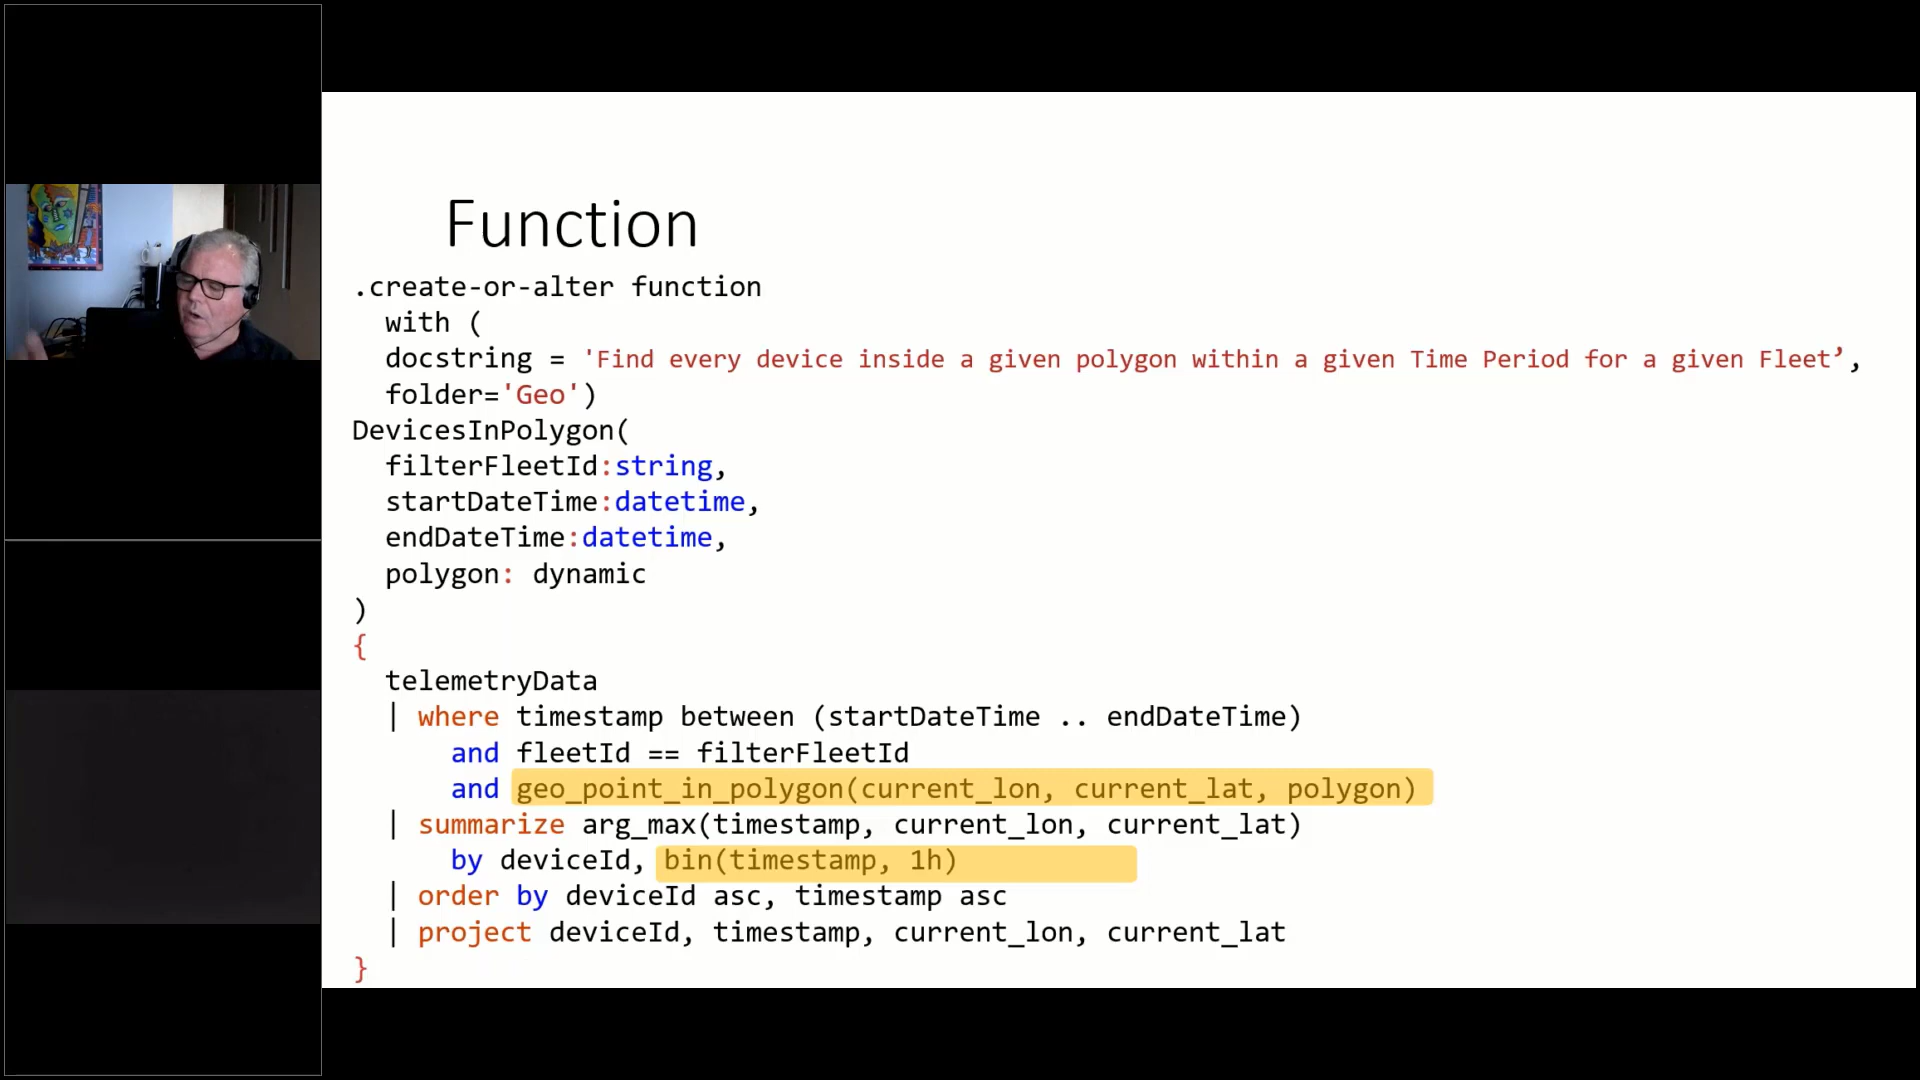 Function
.create-or-alter function
with (
docstring = 'Find every device inside a given polygon within a given Time Period for a given Fleet’,
folder='Geo')
DevicesInPolygon(
filterFleetId:string,
startDateTime:datetime,
endDateTime:datetime,
polygon: dynamic
)
{
telemetryData
| where timestamp between (startDateTime .. endDateTime)
and fleetId == filterFleetId
and geo_point_in_polygon(current_lon, current_lat, polygon)
| summarize arg_max(timestamp, current_lon, current_lat)
by deviceId, bin(timestamp, 1h)
| order by deviceId asc, timestamp asc
| project deviceId, timestamp, current_lon, current_lat
}